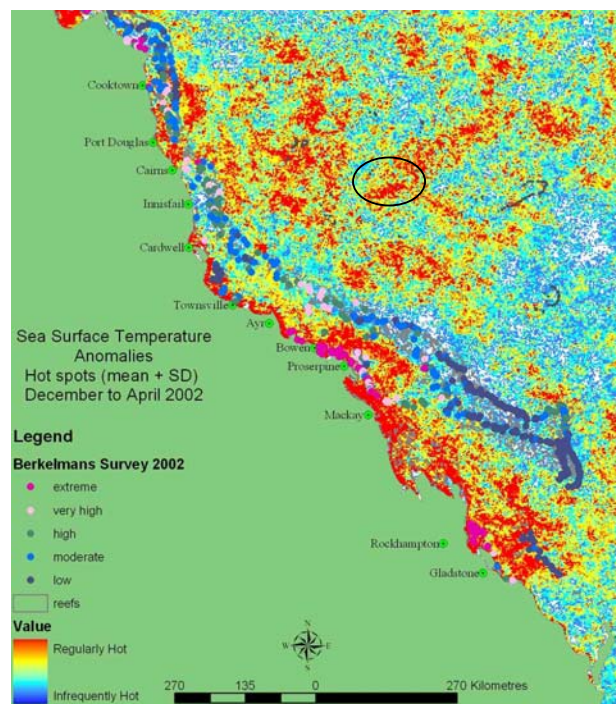 Cooktown
Port Douglas
Cairns
Innisfail
Cardwell
Townsville
Ayr
Bowen
Proserpine
Mackay
Rockhampton
Gladstone
Sea Surface Temperature
Anomalies
Hot spots (mean + SD)
December to April 2002
Legend
Berkelmans Survey 2002
extreme
very high
high
moderate
low
reefs
Value
Regularly Hot
Infrequently Hot
N
W E
S
270 135 0 270 Kilometres